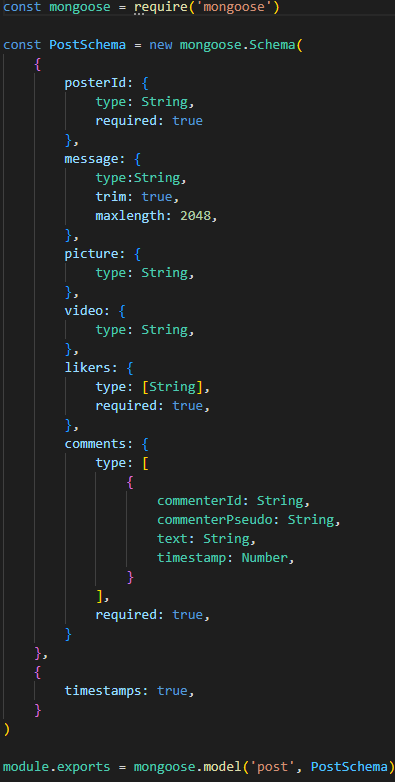 const mongoose = require('mongoose')
const PostSchema = new mongoose.Schema(
    {
        posterId: {
            type: String,
            required: true
        },
        message: {
            type:String,
            trim: true,
            maxlength: 2048,
        },
        picture: {
            type: String,
        },
        video: {
            type: String,
        },
        likers: {
            type: [String],
            required: true,
        },
        comments: {
            type: [
                {
                    commenterId: String,
                    commenterPseudo: String,
                    text: String,
                    timestamp: Number,
                }
            ],
            required: true,
        }
    },
    {
        timestamps: true,
    }
)
module.exports = mongoose.model('post', PostSchema)